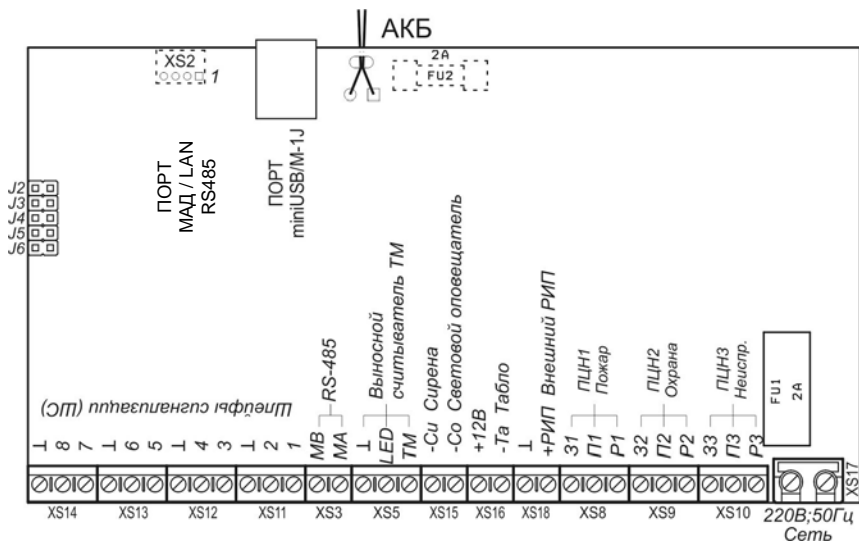 АКБ
XS2
1
2A
FU2
ПОРТ
МАД / LAN
RS485
ПОРТ
miniUSB/M-1J
J2
J3
J4
J5
J6
Шлейфы сигнализации (ШС)
RS-485
Выносной
считыватель ТМ
Сирена
Световой оповещатель
Табло
Внешний РИП
ПЦН1
Пожар
ПЦН2
Охрана
ПЦН3
Неиспр.
FU1
2A
⊥ 8 7 ⊥ 6 5 ⊥ 4 3 ⊥ 2 1 MB MA ⊥ LED TM -Си -Со +12В -Та ⊥ +РИП З1 П1 Р1 З2 П2 Р2 З3 П3 Р3
XS14 XS13 XS12 XS11 XS3 XS5 XS15 XS16 XS18 XS8 XS9 XS10
XS17
220В;50Гц
Сеть